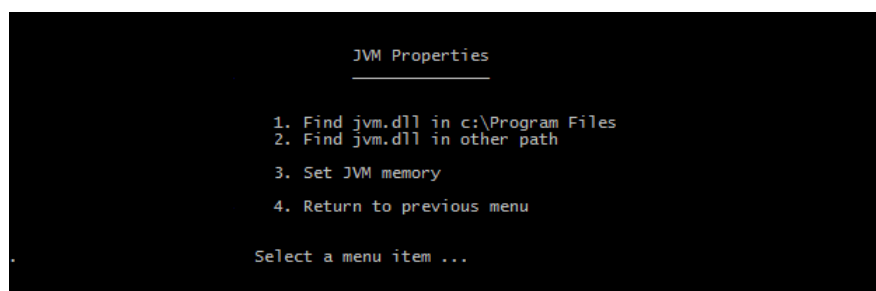 JVM Properties
1. Find jvm.dll in c:\Program Files
2. Find jvm.dll in other path
3. Set JVM memory
4. Return to previous menu
. Select a menu item ...